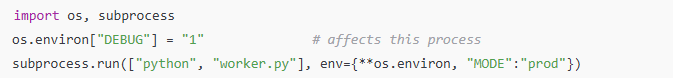 import os, subprocess
os.environ["DEBUG"] = "1"               # affects this process
subprocess.run(["python", "worker.py"], env={**os.environ, "MODE":"prod"})